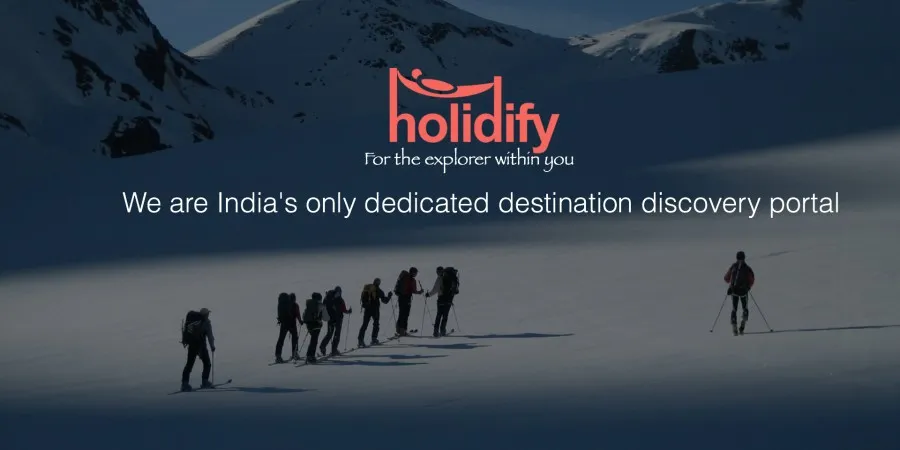 holidify
For the explorer within you
We are India's only dedicated destination discovery portal